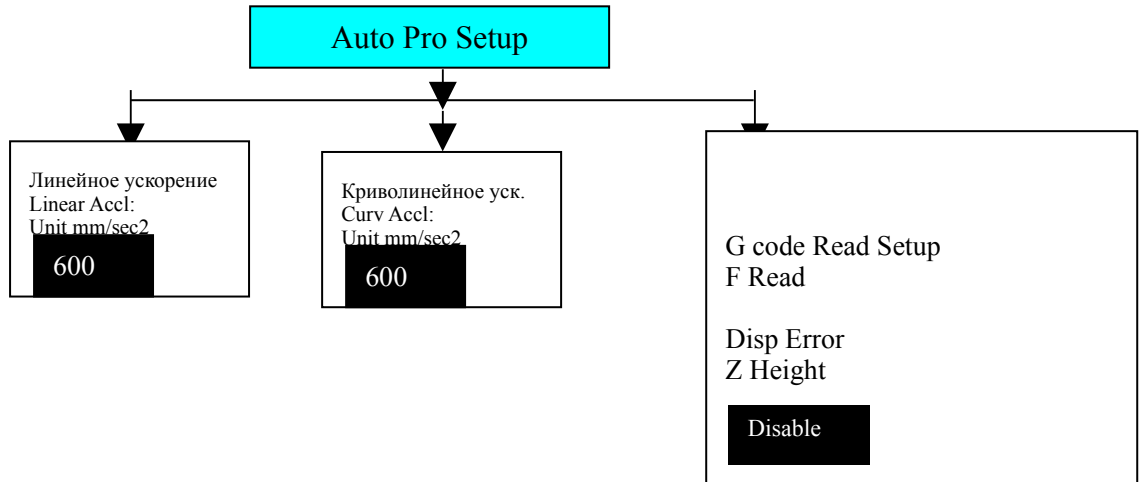 Auto Pro Setup
Линейное ускорение
Linear Accl:
Unit mm/sec2
600
Криволинейное уск.
Curv Accl:
Unit mm/sec2
600
G code Read Setup
F Read
Disp Error
Z Height
Disable